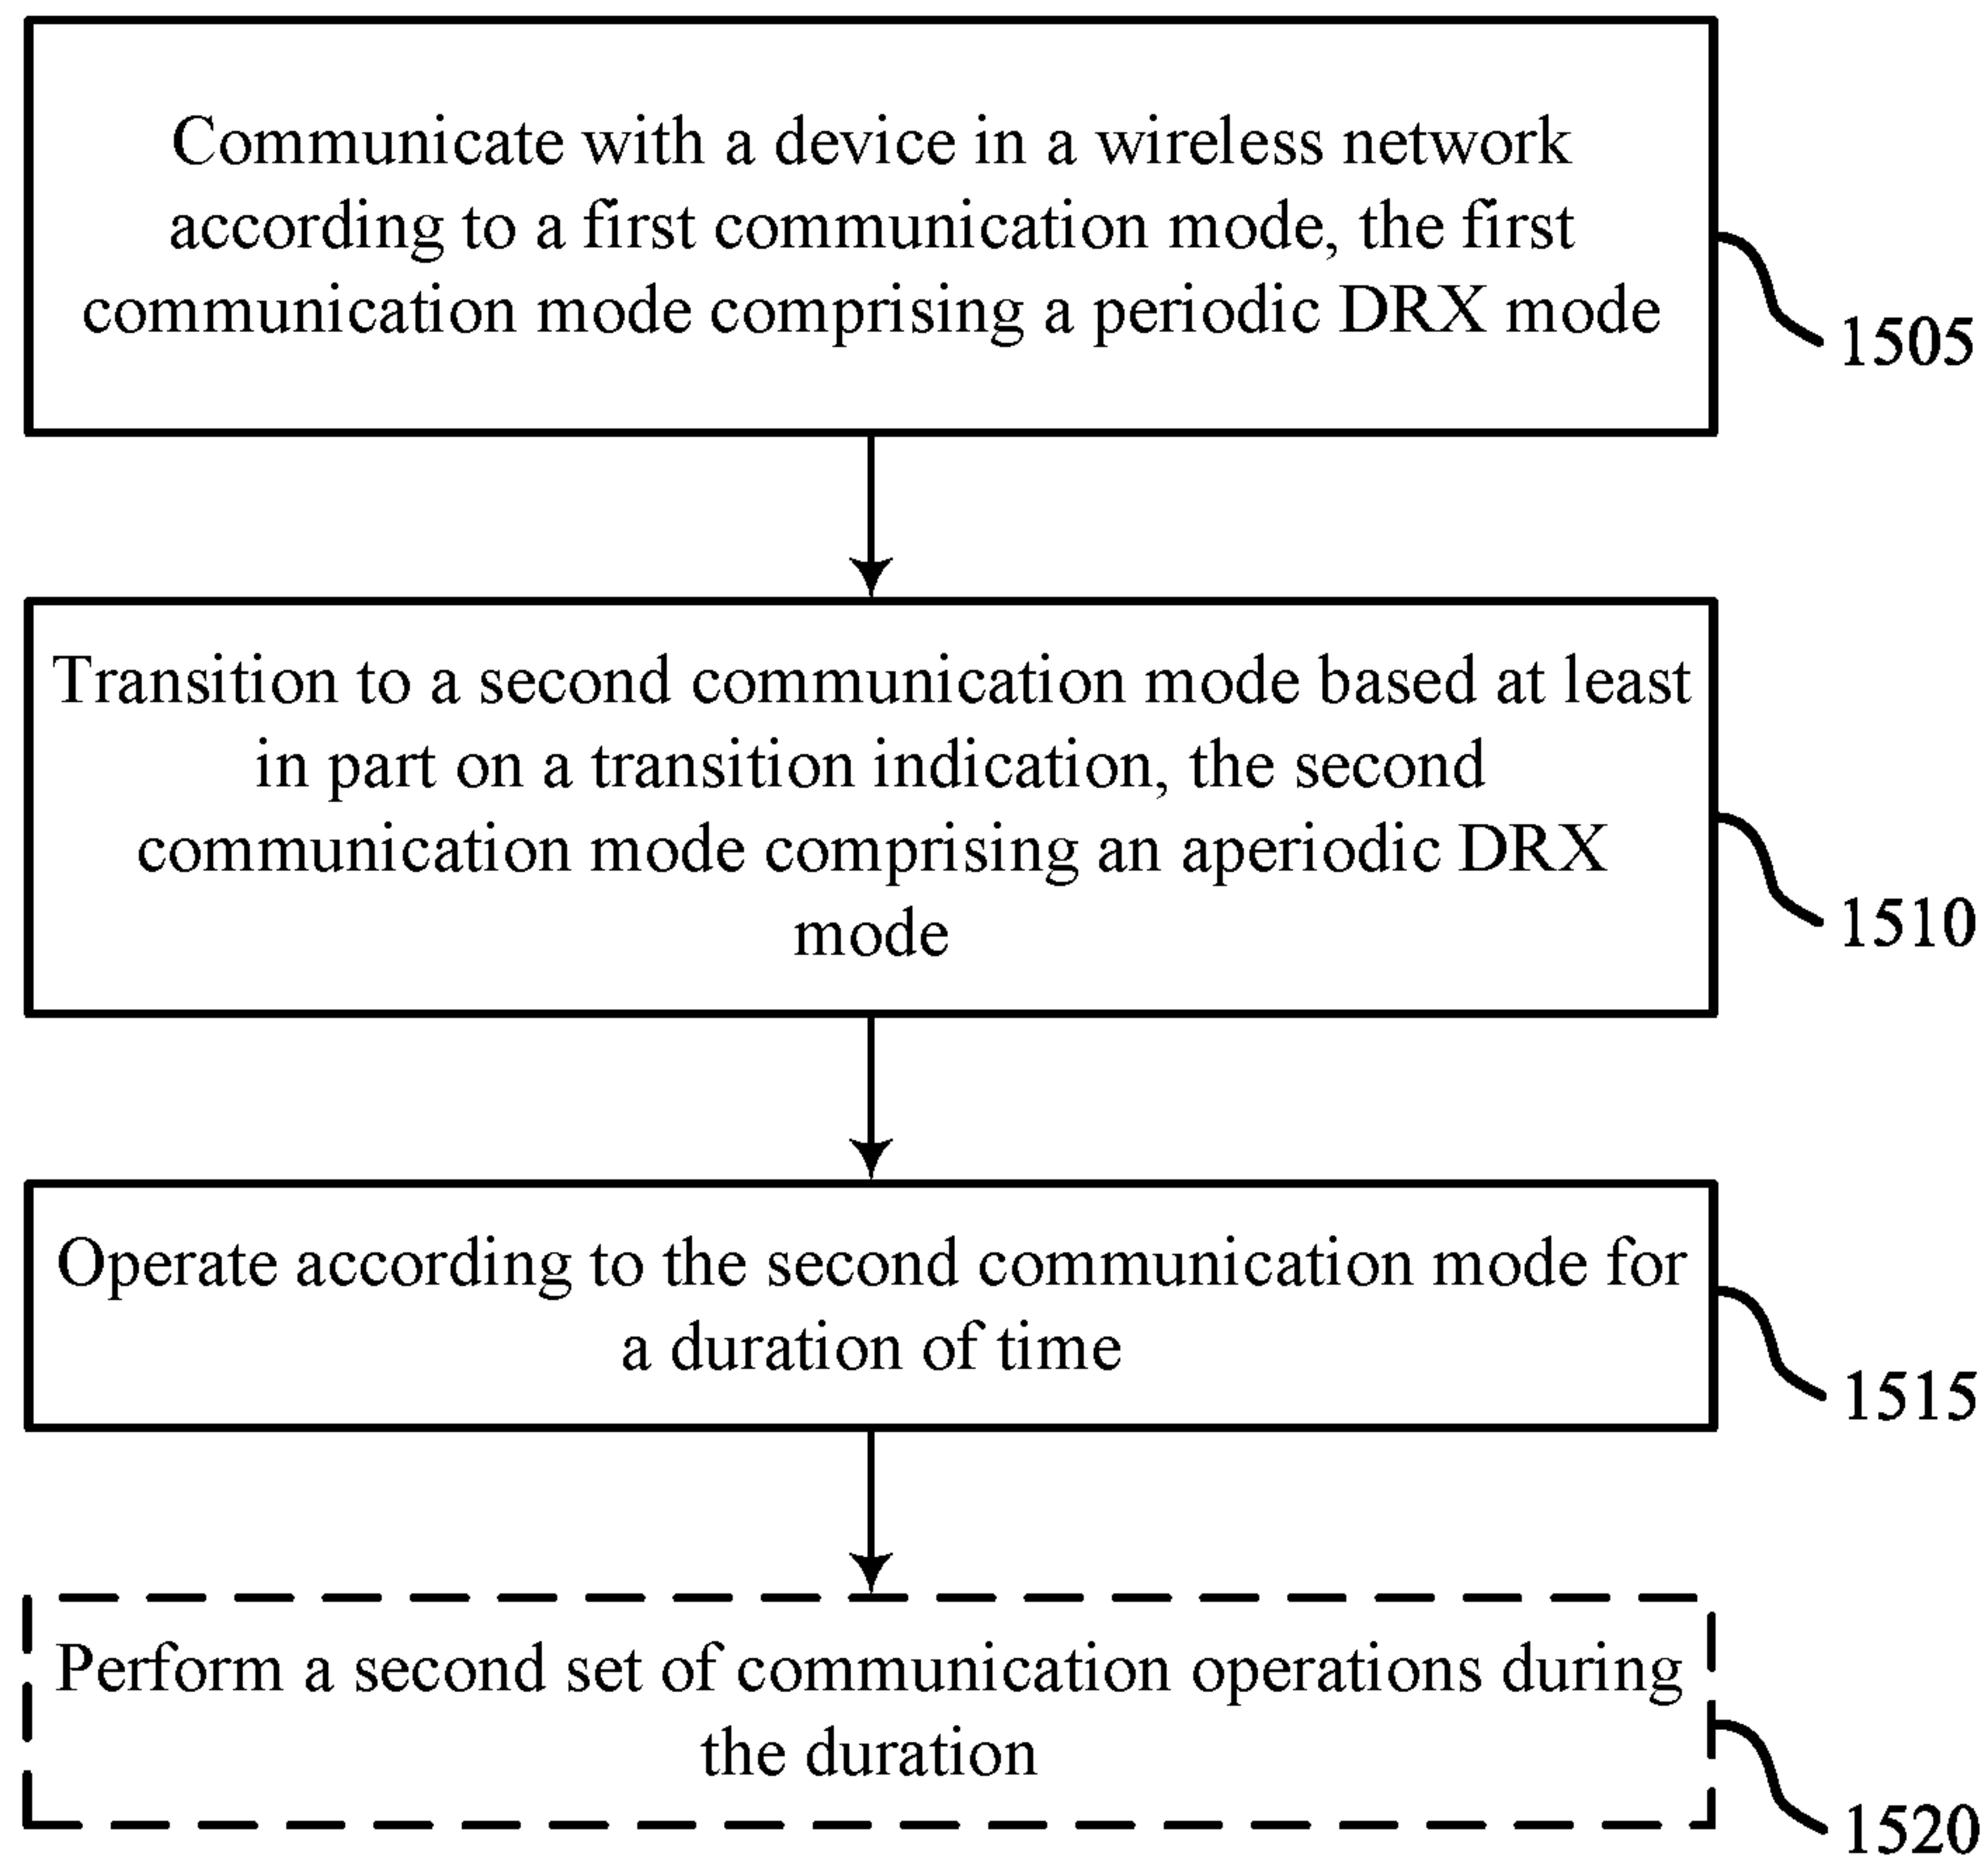 Communicate with a device in a wireless network
according to a first communication mode, the first
communication mode comprising a periodic DRX mode
1505
Transition to a second communication mode based at least
in part on a transition indication, the second
communication mode comprising an aperiodic DRX
mode
1510
Operate according to the second communication mode for
a duration of time
1515
Perform a second set of communication operations during
the duration
1520